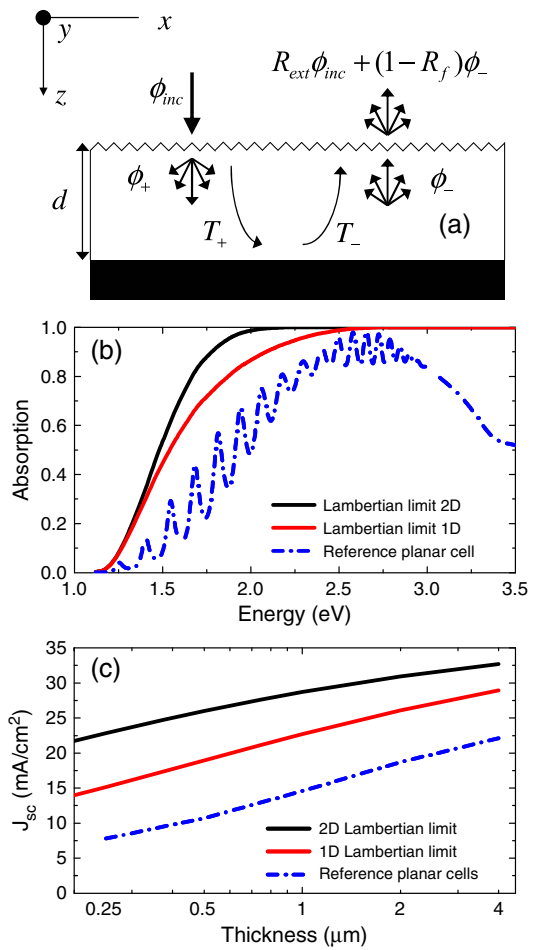 y x
z
ϕinc
Rextϕinc + (1 − Rf)ϕ−
d
ϕ+
ϕ−
T+
T−
(a)
(b)
Absorption
1.0
0.8
0.6
0.4
0.2
0.0
Lambertian limit 2D
Lambertian limit 1D
Reference planar cell
1.0 1.5 2.0 2.5 3.0 3.5
Energy (eV)
(c)
Jsc (mA/cm²)
35
30
25
20
15
10
5
0
2D Lambertian limit
1D Lambertian limit
Reference planar cells
0.25 0.5 1 2 4
Thickness (μm)